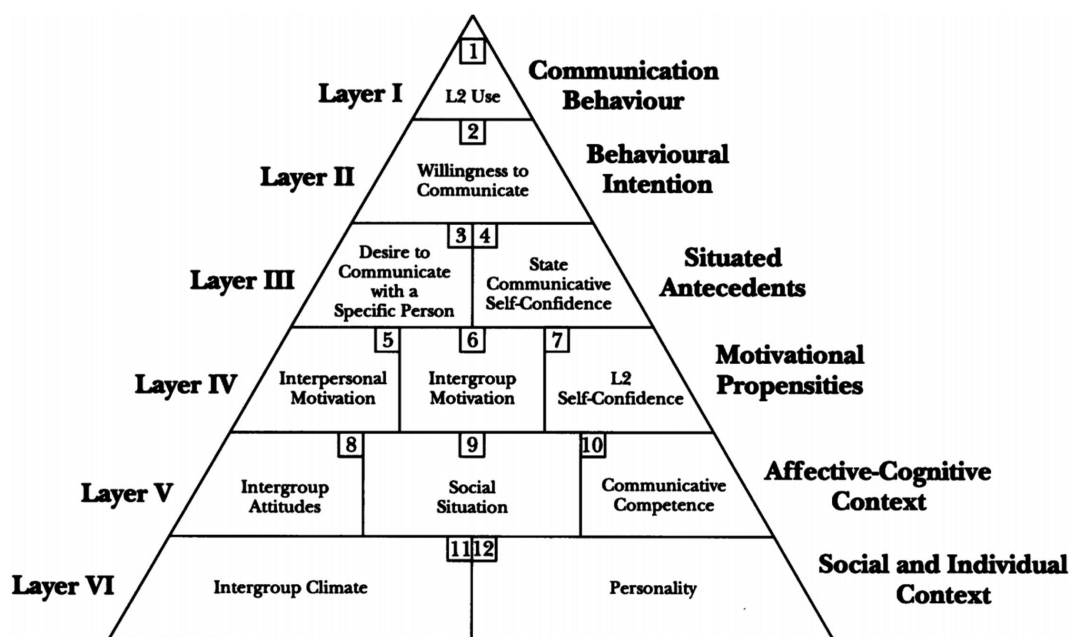 1
Layer I
L2 Use
Communication
Behaviour
2
Layer II
Willingness to
Communicate
Behavioural
Intention
3 4
Layer III
Desire to
Communicate
with a
Specific Person
State
Communicative
Self-Confidence
Situated
Antecedents
5 6 7
Layer IV
Interpersonal
Motivation
Intergroup
Motivation
L2
Self-Confidence
Motivational
Propensities
8 9 10
Layer V
Intergroup
Attitudes
Social
Situation
Communicative
Competence
Affective-Cognitive
Context
11 12
Layer VI
Intergroup Climate
Personality
Social and Individual
Context